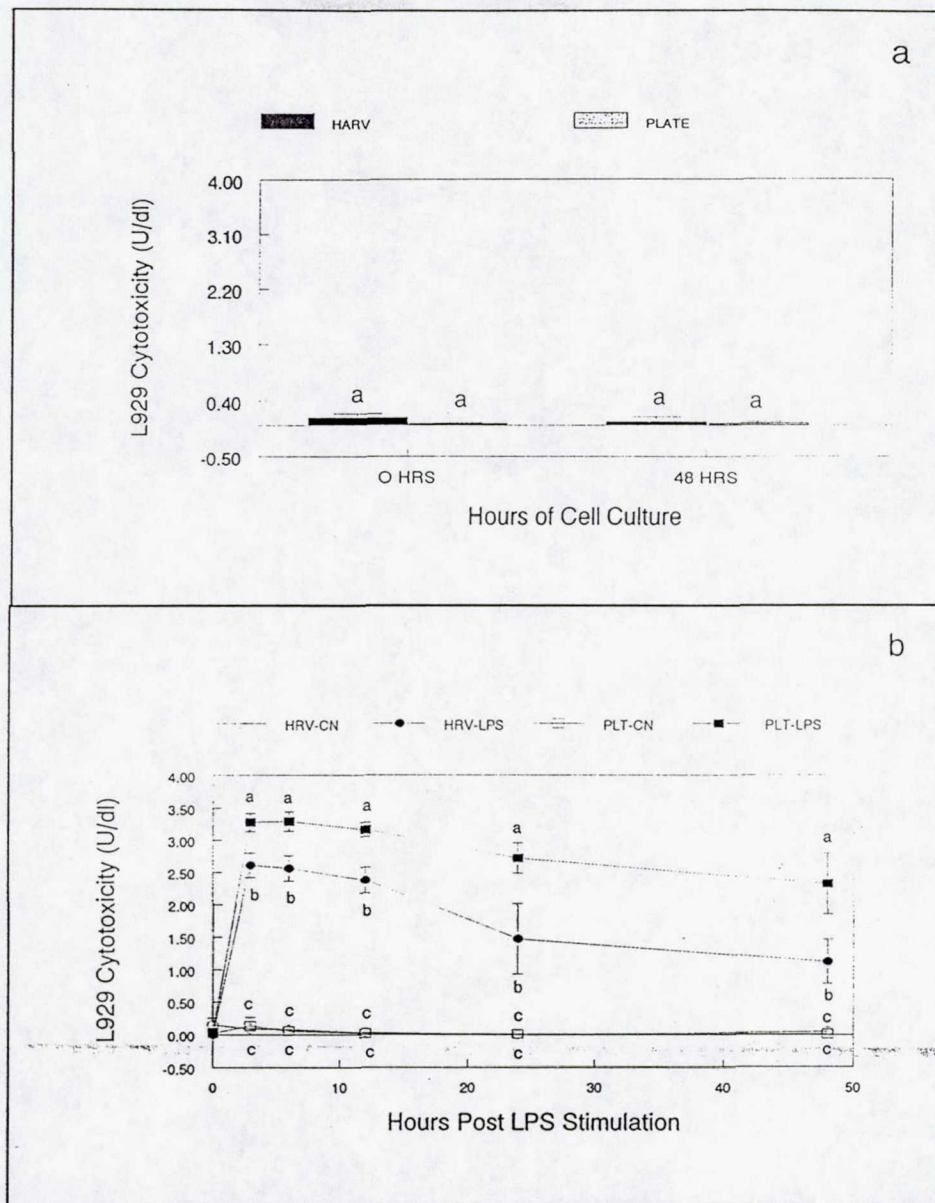 a
HARV PLATE
4.00
3.10
2.20
1.30
0.40
-0.50
L929 Cytotoxicity (U/dl)
a a a a
O HRS 48 HRS
Hours of Cell Culture
b
HRV-CN HRV-LPS PLT-CN PLT-LPS
4.00
3.50
3.00
2.50
2.00
1.50
1.00
0.50
0.00
-0.50
L929 Cytotoxicity (U/dl)
a a a a a
b b b b b
c c c c c
c c c c c
0 10 20 30 40 50
Hours Post LPS Stimulation